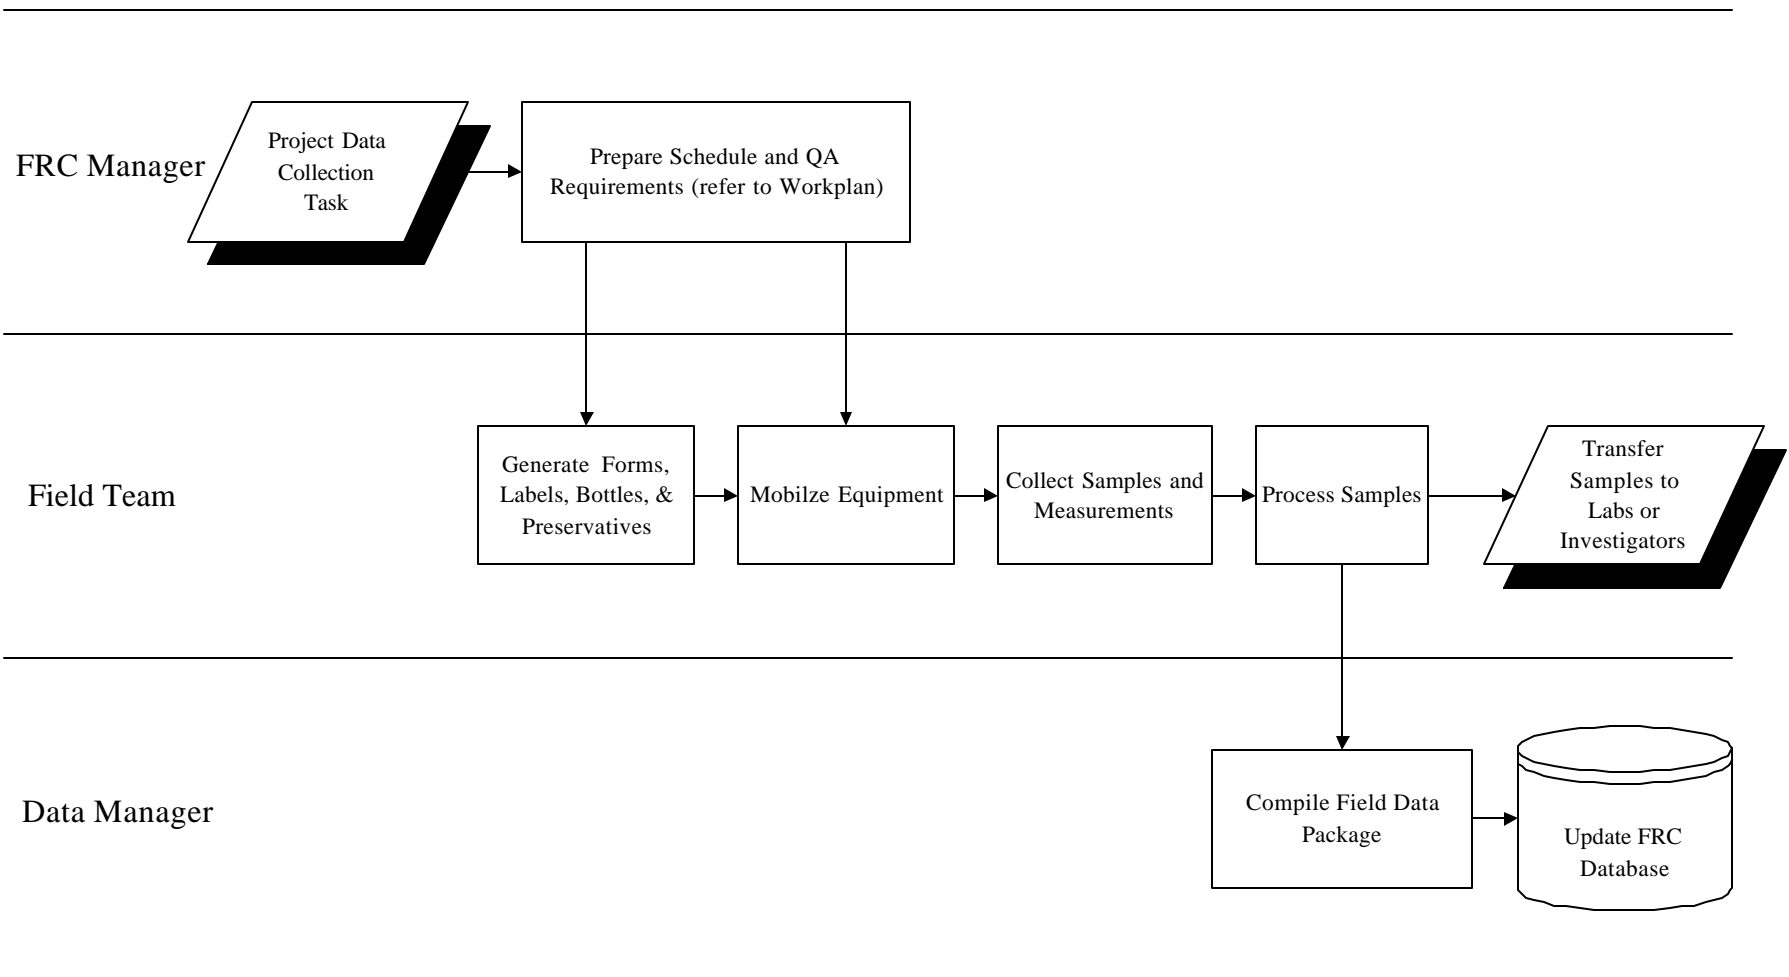 FRC Manager
Project Data
Collection
Task
Prepare Schedule and QA
Requirements (refer to Workplan)
Field Team
Generate Forms,
Labels, Bottles, &
Preservatives
Mobilze Equipment
Collect Samples and
Measurements
Process Samples
Transfer
Samples to
Labs or
Investigators
Data Manager
Compile Field Data
Package
Update FRC
Database